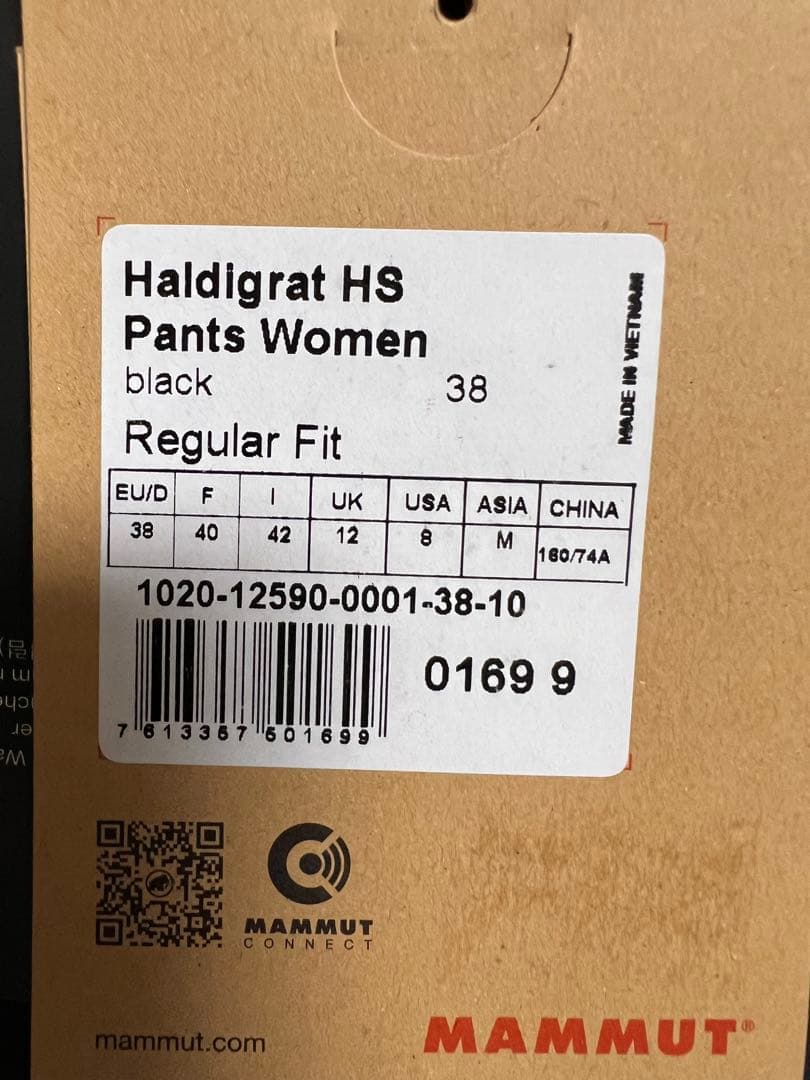 Haldigrat HS
Pants Women
black 38
Regular Fit
MADE IN VIETNAM
EU/D F I UK USA ASIA CHINA
38 40 42 12 8 M 160/74A
1020-12590-0001-38-10
0169 9
7 613357 501699
MAMMUT
CONNECT
mammut.com
MAMMUT®